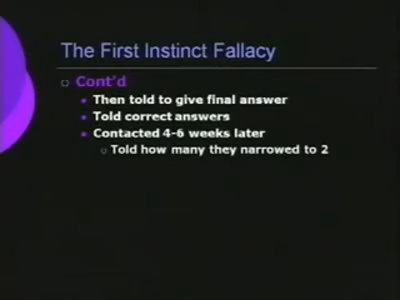 The First Instinct Fallacy
Cont'd
Then told to give final answer
Told correct answers
Contacted 4-6 weeks later
Told how many they narrowed to 2